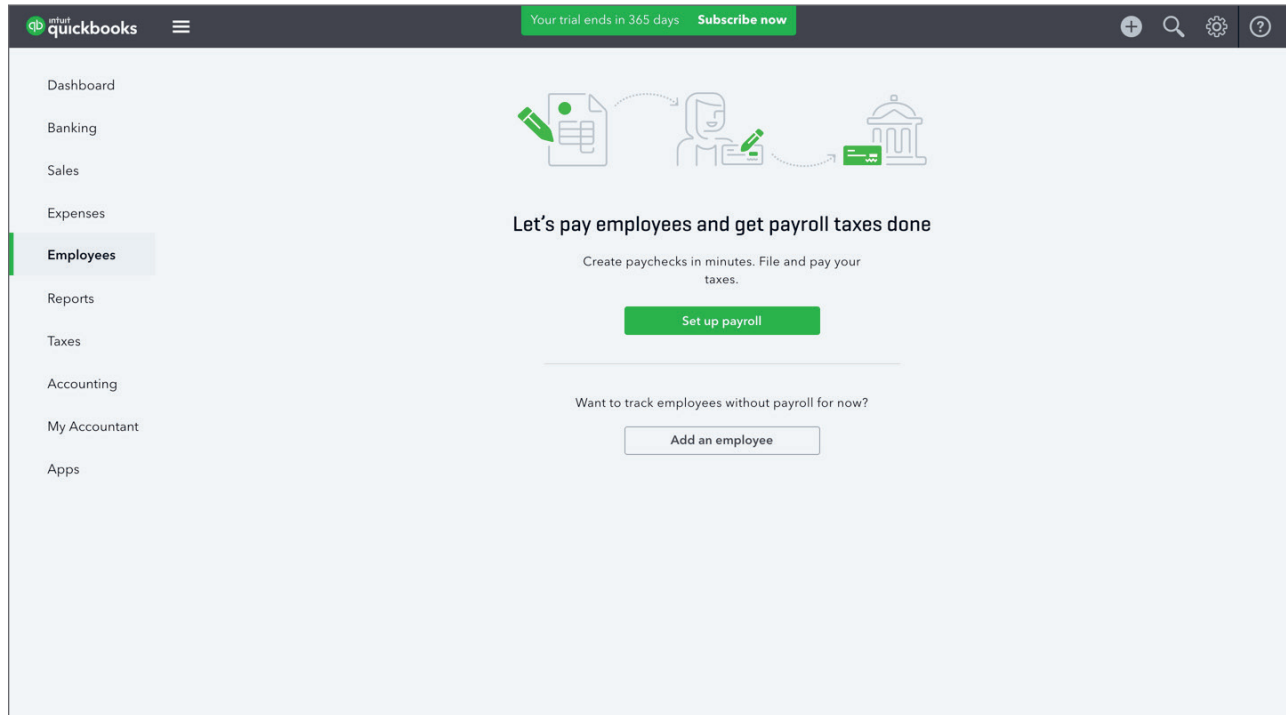 intuit
quickbooks
Your trial ends in 365 days Subscribe now
Dashboard
Banking
Sales
Expenses
Employees
Reports
Taxes
Accounting
My Accountant
Apps
Let's pay employees and get payroll taxes done
Create paychecks in minutes. File and pay your
taxes.
Set up payroll
Want to track employees without payroll for now?
Add an employee